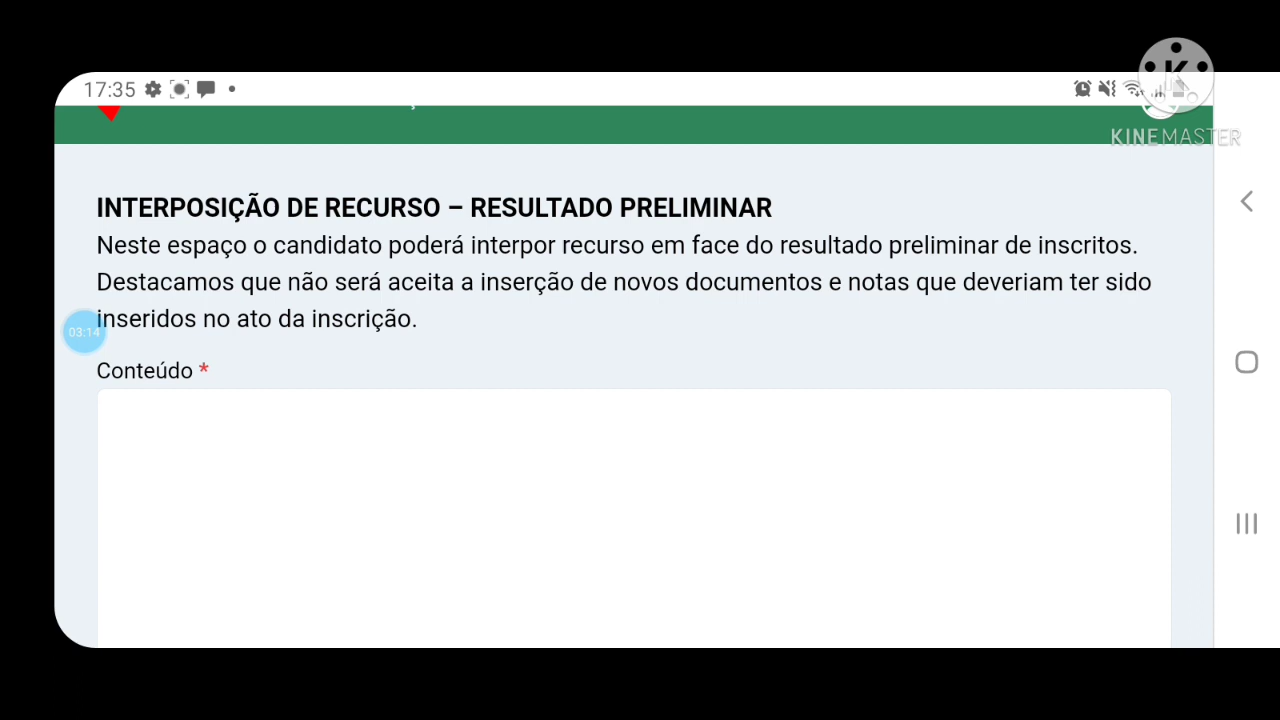 17:35
K
KINEMASTER
INTERPOSIÇÃO DE RECURSO – RESULTADO PRELIMINAR
Neste espaço o candidato poderá interpor recurso em face do resultado preliminar de inscritos.
Destacamos que não será aceita a inserção de novos documentos e notas que deveriam ter sido
inseridos no ato da inscrição.
03:14
Conteúdo *